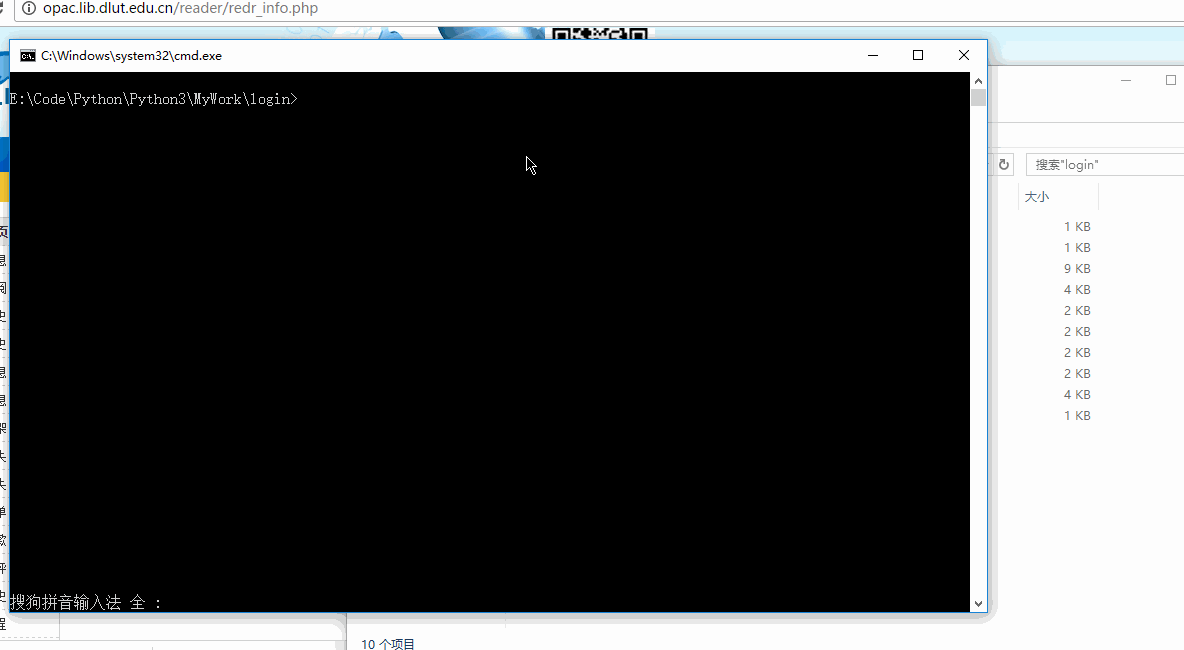 opac.lib.dlut.edu.cn/reader/redr_info.php
C:\Windows\system32\cmd.exe
E:\Code\Python\Python3\MyWork\login>
搜索"login"
大小
1 KB
1 KB
9 KB
4 KB
2 KB
2 KB
2 KB
2 KB
4 KB
1 KB
搜狗拼音输入法 全 :
10 个项目